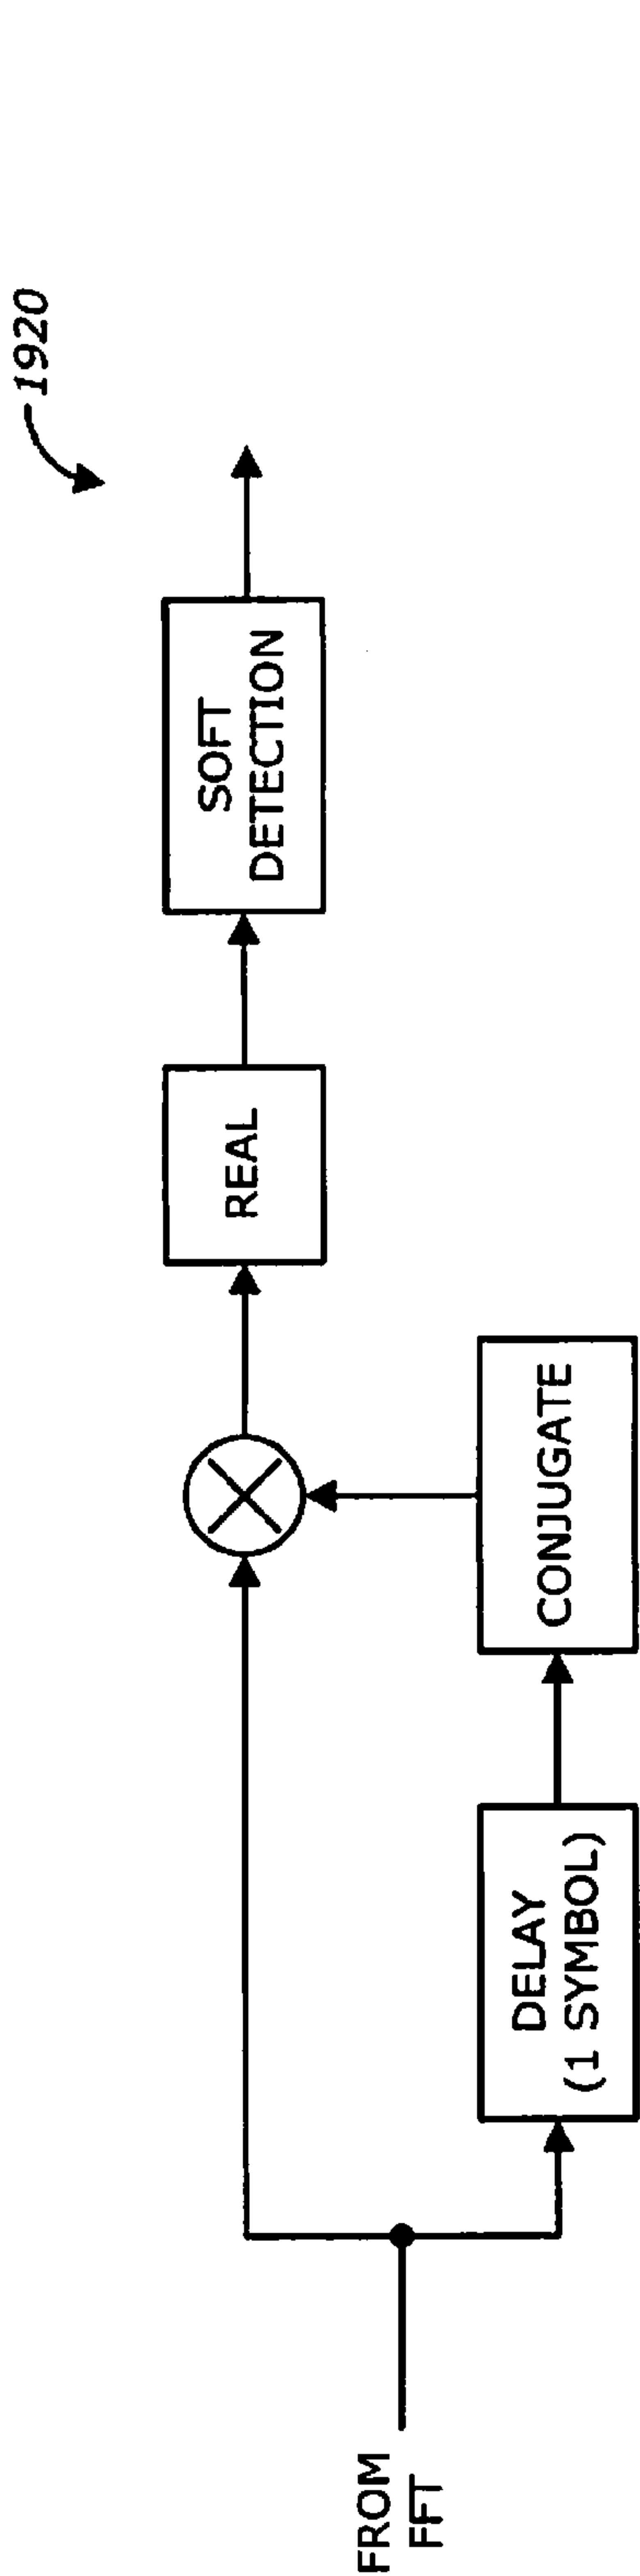 1920
FROM
FFT
DELAY
(1 SYMBOL)
CONJUGATE
REAL
SOFT
DETECTION